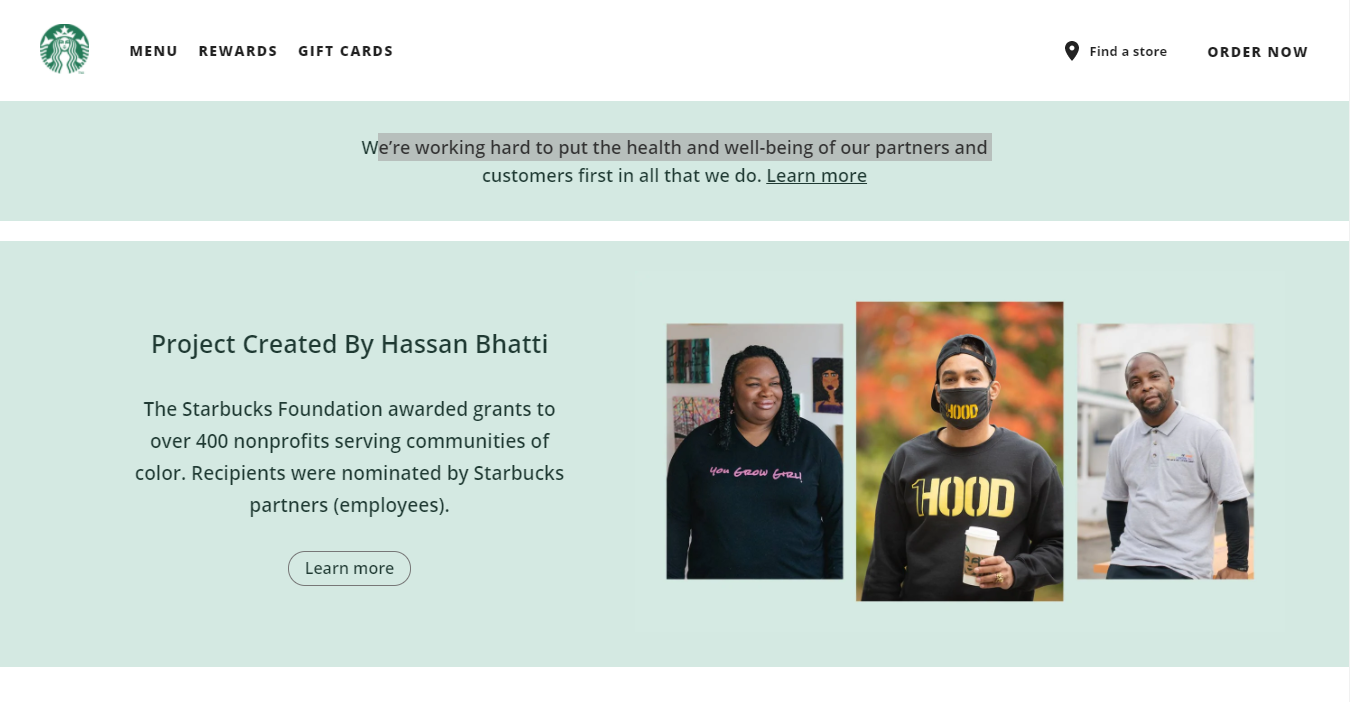 MENU REWARDS GIFT CARDS Find a store ORDER NOW
We're working hard to put the health and well-being of our partners and
customers first in all that we do. Learn more
Project Created By Hassan Bhatti
The Starbucks Foundation awarded grants to
over 400 nonprofits serving communities of
color. Recipients were nominated by Starbucks
partners (employees).
Learn more
YOU GROW GIRL!
HOOD
1HOOD